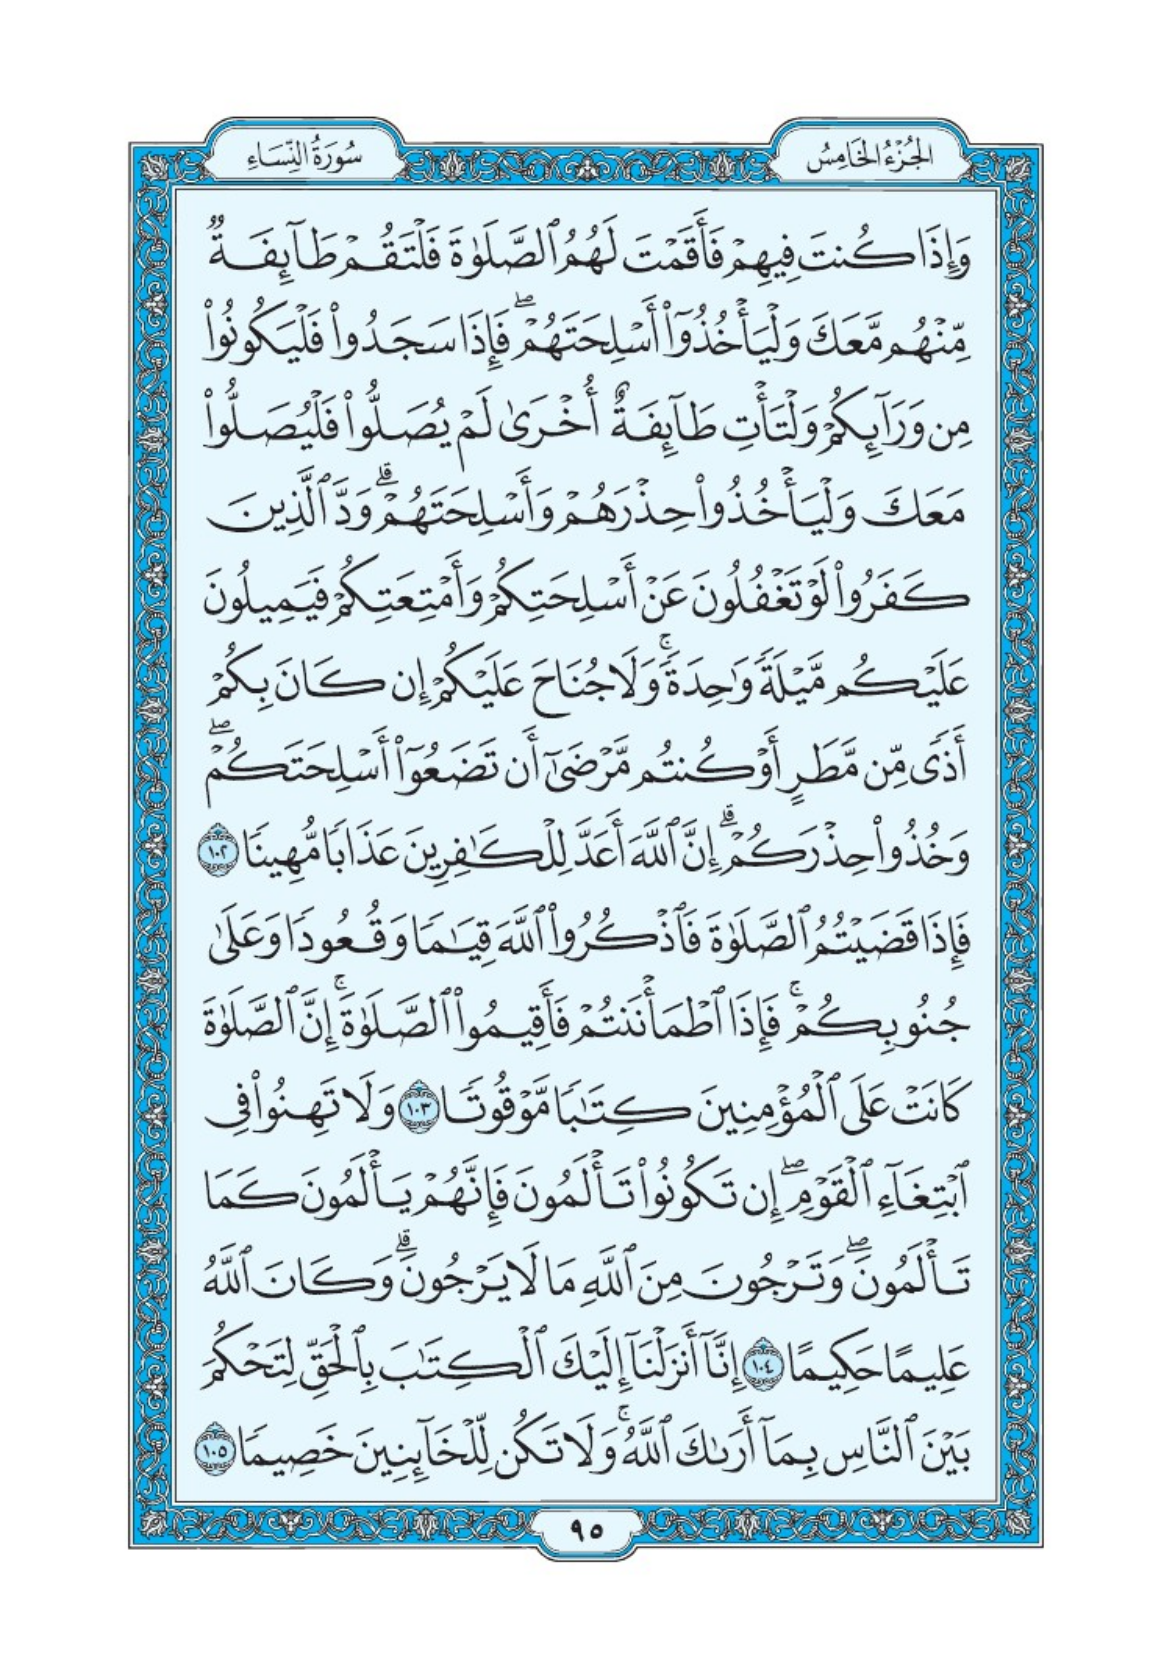 الجُزْءُ الخَامِسُ
سُورَةُ النِّسَاءِ
وَإِذَا كُنتَ فِيهِمْ فَأَقَمْتَ لَهُمُ ٱلصَّلَوٰةَ فَلْتَقُمْ طَآئِفَةٌ
مِّنْهُم مَّعَكَ وَلْيَأْخُذُوٓا۟ أَسْلِحَتَهُمْۖ فَإِذَا سَجَدُوا۟ فَلْيَكُونُوا۟
مِن وَرَآئِكُمْ وَلْتَأْتِ طَآئِفَةٌ أُخْرَىٰ لَمْ يُصَلُّوا۟ فَلْيُصَلُّوا۟
مَعَكَ وَلْيَأْخُذُوا۟ حِذْرَهُمْ وَأَسْلِحَتَهُمْۗ وَدَّ ٱلَّذِينَ
كَفَرُوا۟ لَوْ تَغْفُلُونَ عَنْ أَسْلِحَتِكُمْ وَأَمْتِعَتِكُمْ فَيَمِيلُونَ
عَلَيْكُم مَّيْلَةً وَٰحِدَةًۚ وَلَا جُنَاحَ عَلَيْكُمْ إِن كَانَ بِكُمْ
أَذًى مِّن مَّطَرٍ أَوْ كُنتُم مَّرْضَىٰٓ أَن تَضَعُوٓا۟ أَسْلِحَتَكُمْۖ
وَخُذُوا۟ حِذْرَكُمْۗ إِنَّ ٱللَّهَ أَعَدَّ لِلْكَٰفِرِينَ عَذَابًا مُّهِينًا ١٠٢
فَإِذَا قَضَيْتُمُ ٱلصَّلَوٰةَ فَٱذْكُرُوا۟ ٱللَّهَ قِيَٰمًا وَقُعُودًا وَعَلَىٰ
جُنُوبِكُمْۚ فَإِذَا ٱطْمَأْنَنتُمْ فَأَقِيمُوا۟ ٱلصَّلَوٰةَۚ إِنَّ ٱلصَّلَوٰةَ
كَانَتْ عَلَى ٱلْمُؤْمِنِينَ كِتَٰبًا مَّوْقُوتًا ١٠٣ وَلَا تَهِنُوا۟ فِى
ٱبْتِغَآءِ ٱلْقَوْمِۖ إِن تَكُونُوا۟ تَأْلَمُونَ فَإِنَّهُمْ يَأْلَمُونَ كَمَا
تَأْلَمُونَۖ وَتَرْجُونَ مِنَ ٱللَّهِ مَا لَا يَرْجُونَۗ وَكَانَ ٱللَّهُ
عَلِيمًا حَكِيمًا ١٠٤ إِنَّآ أَنزَلْنَآ إِلَيْكَ ٱلْكِتَٰبَ بِٱلْحَقِّ لِتَحْكُمَ
بَيْنَ ٱلنَّاسِ بِمَآ أَرَىٰكَ ٱللَّهُۚ وَلَا تَكُن لِّلْخَآئِنِينَ خَصِيمًا ١٠٥
٩٥